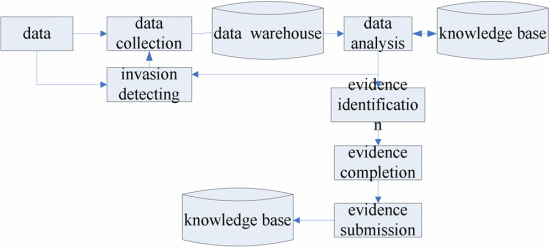 data
data
collection
data warehouse
data
analysis
knowledge base
invasion
detecting
evidence
identificatio
n
evidence
completion
evidence
submission
knowledge base